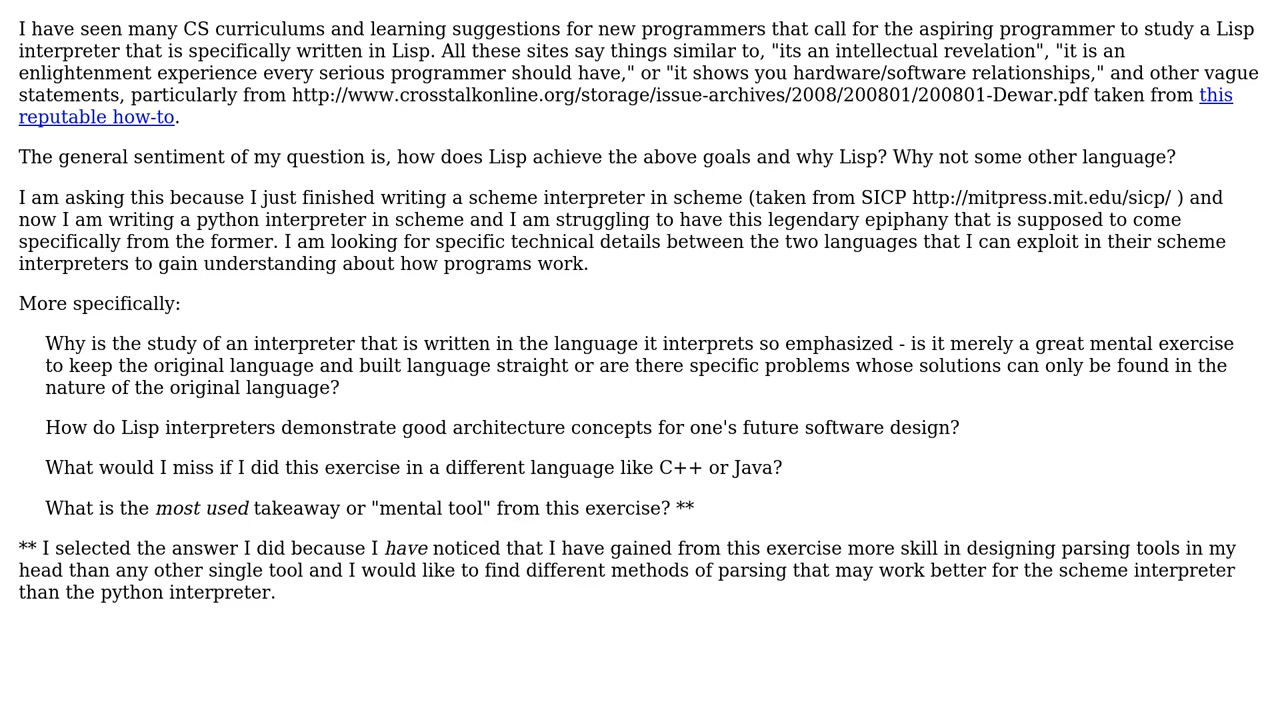 I have seen many CS curriculums and learning suggestions for new programmers that call for the aspiring programmer to study a Lisp
interpreter that is specifically written in Lisp. All these sites say things similar to, "its an intellectual revelation", "it is an
enlightenment experience every serious programmer should have," or "it shows you hardware/software relationships," and other vague
statements, particularly from http://www.crosstalkonline.org/storage/issue-archives/2008/200801/200801-Dewar.pdf taken from this
reputable how-to.
The general sentiment of my question is, how does Lisp achieve the above goals and why Lisp? Why not some other language?
I am asking this because I just finished writing a scheme interpreter in scheme (taken from SICP http://mitpress.mit.edu/sicp/ ) and
now I am writing a python interpreter in scheme and I am struggling to have this legendary epiphany that is supposed to come
specifically from the former. I am looking for specific technical details between the two languages that I can exploit in their scheme
interpreters to gain understanding about how programs work.
More specifically:
Why is the study of an interpreter that is written in the language it interprets so emphasized - is it merely a great mental exercise
to keep the original language and built language straight or are there specific problems whose solutions can only be found in the
nature of the original language?
How do Lisp interpreters demonstrate good architecture concepts for one's future software design?
What would I miss if I did this exercise in a different language like C++ or Java?
What is the most used takeaway or "mental tool" from this exercise? **
** I selected the answer I did because I have noticed that I have gained from this exercise more skill in designing parsing tools in my
head than any other single tool and I would like to find different methods of parsing that may work better for the scheme interpreter
than the python interpreter.